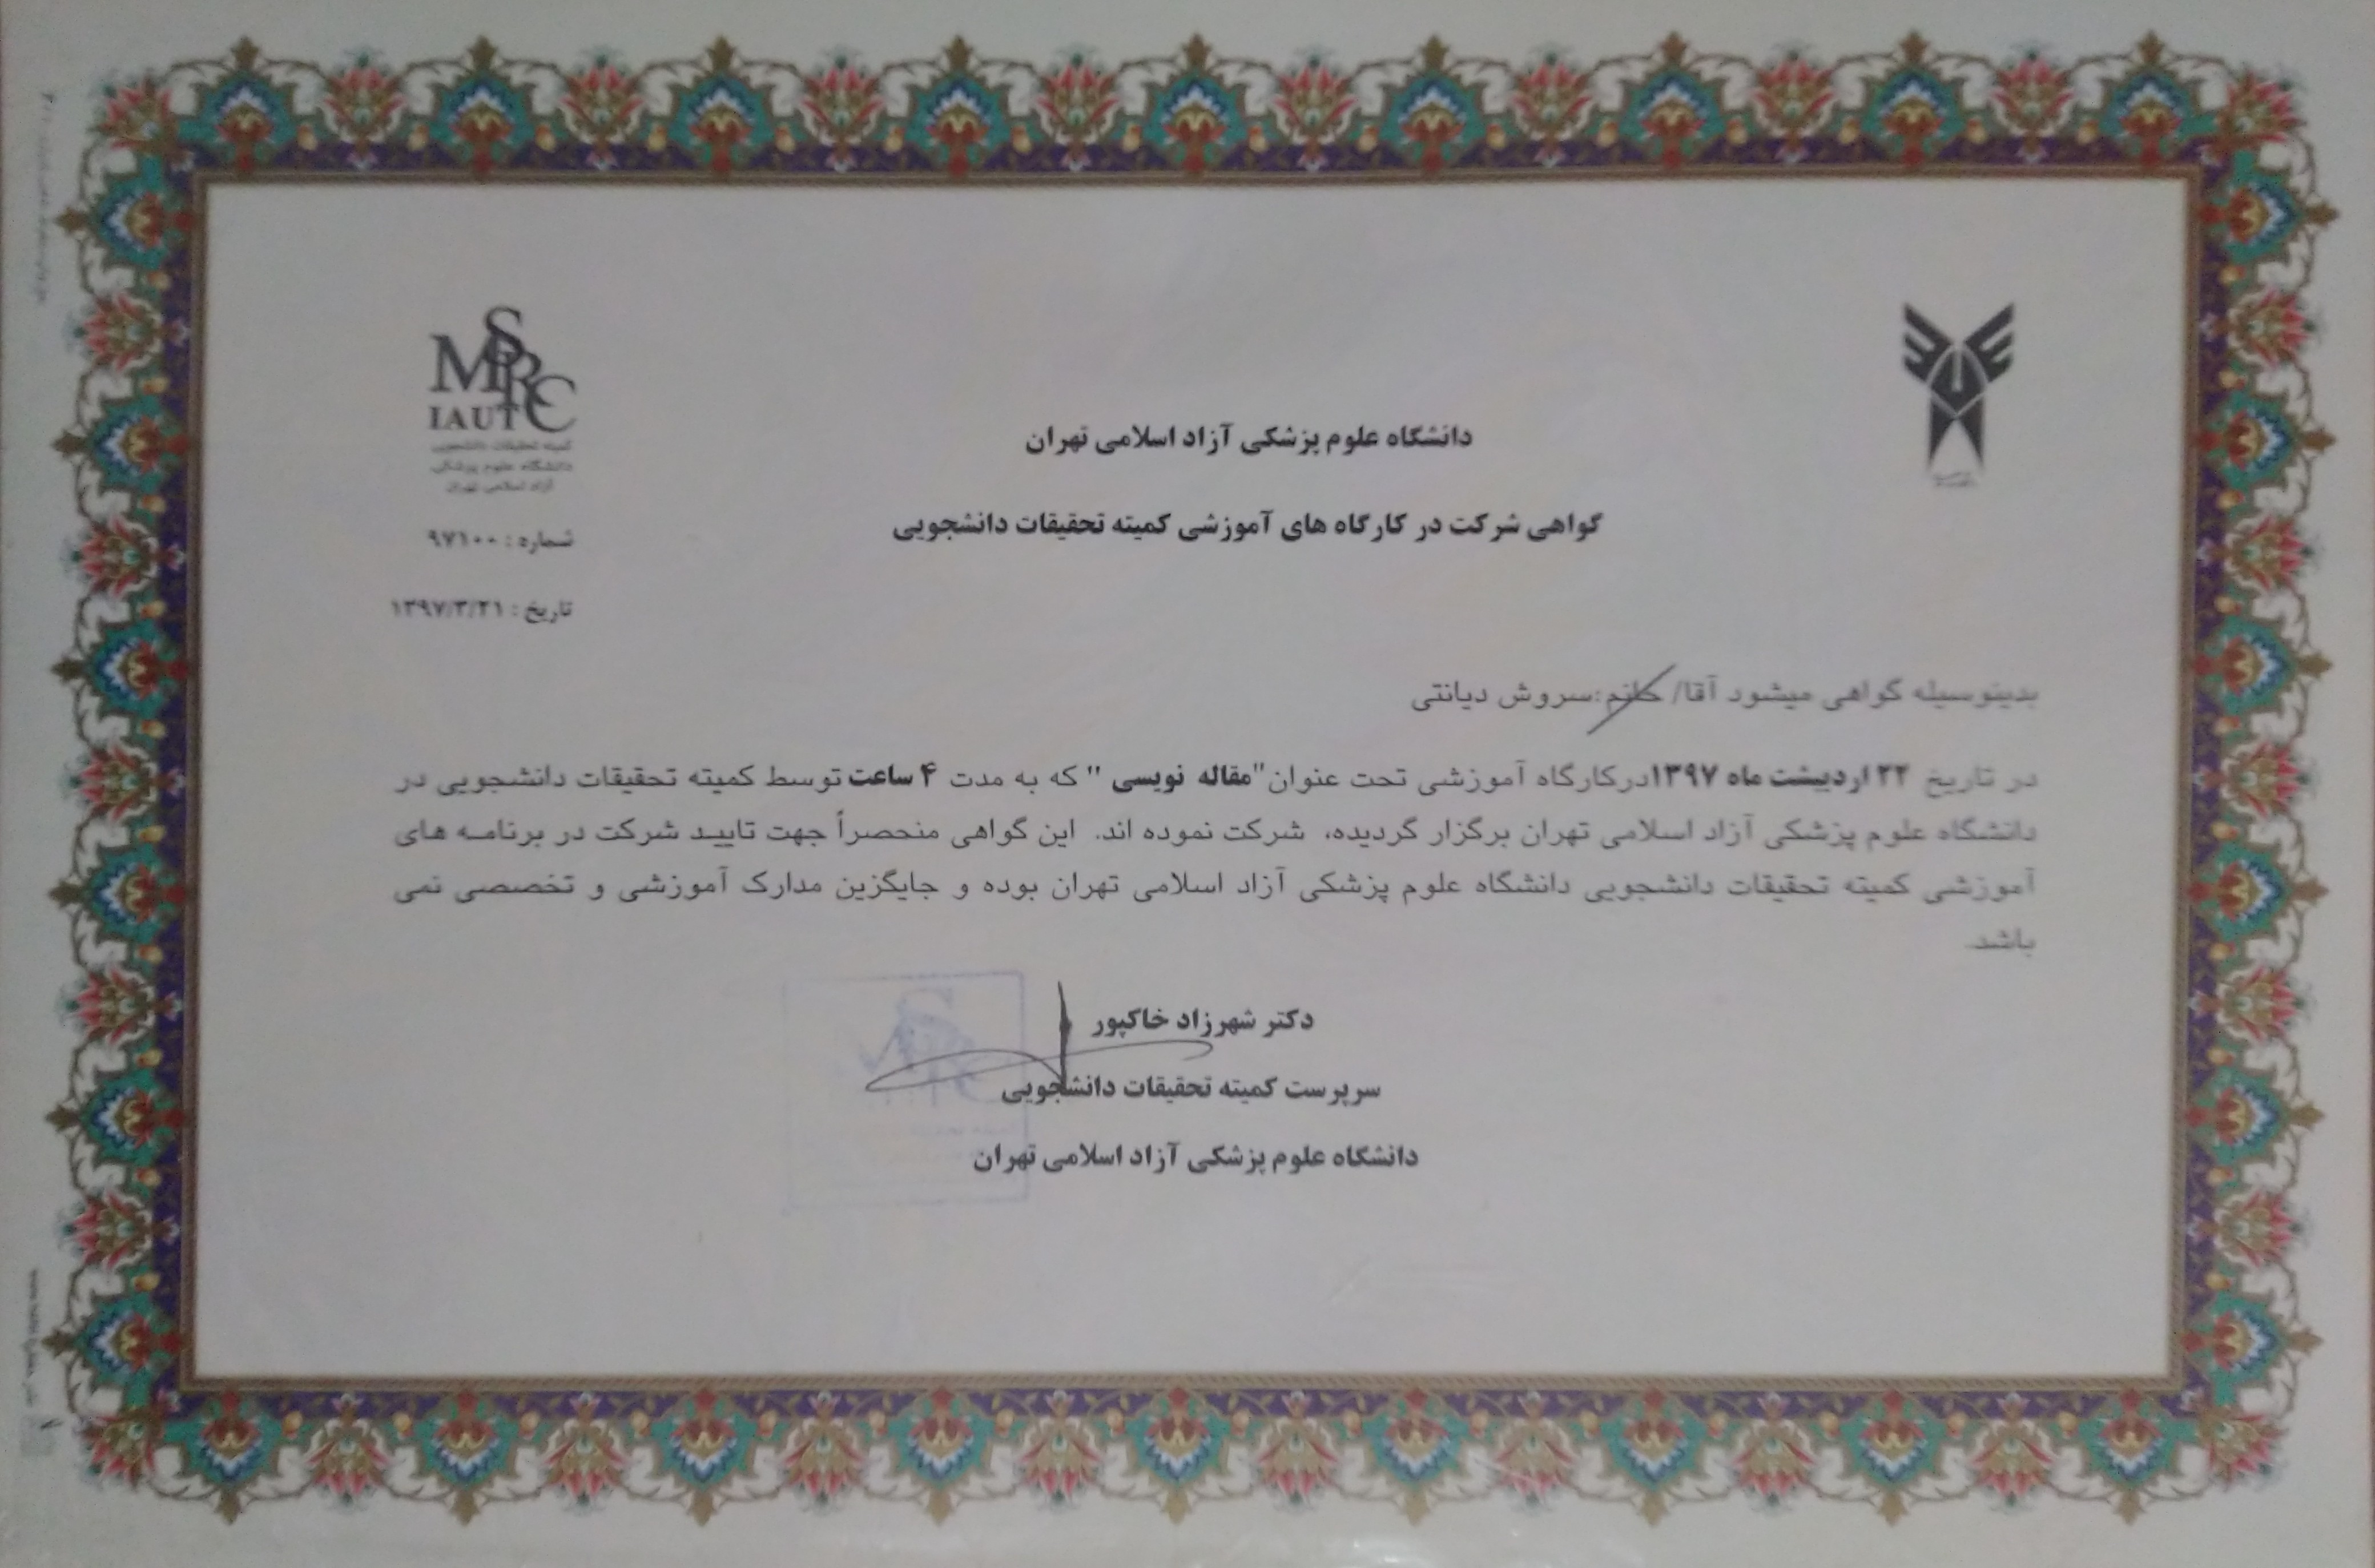 MSRC
IAUT
کمیته تحقیقات دانشجویی
دانشگاه علوم پزشکی
آزاد اسلامی تهران
دانشگاه علوم پزشکی آزاد اسلامی تهران
گواهی شرکت در کارگاه های آموزشی کمیته تحقیقات دانشجویی
شماره : ۹۷۱۰۰
تاریخ : ۱۳۹۷/۳/۲۱
بدینوسیله گواهی میشود آقا/ خانم :سروش دیانتی
در تاریخ ۲۲ اردیبشت ماه ۱۳۹۷درکارگاه آموزشی تحت عنوان"مقاله نویسی " که به مدت ۴ ساعت توسط کمیته تحقیقات دانشجویی در
دانشگاه علوم پزشکی آزاد اسلامی تهران برگزار گردیده، شرکت نموده اند. این گواهی منحصراً جهت تایید شرکت در برنامه های
آموزشی کمیته تحقیقات دانشجویی دانشگاه علوم پزشکی آزاد اسلامی تهران بوده و جایگزین مدارک آموزشی و تخصصی نمی
باشد.
دکتر شهرزاد خاکپور
سرپرست کمیته تحقیقات دانشجویی
دانشگاه علوم پزشکی آزاد اسلامی تهران